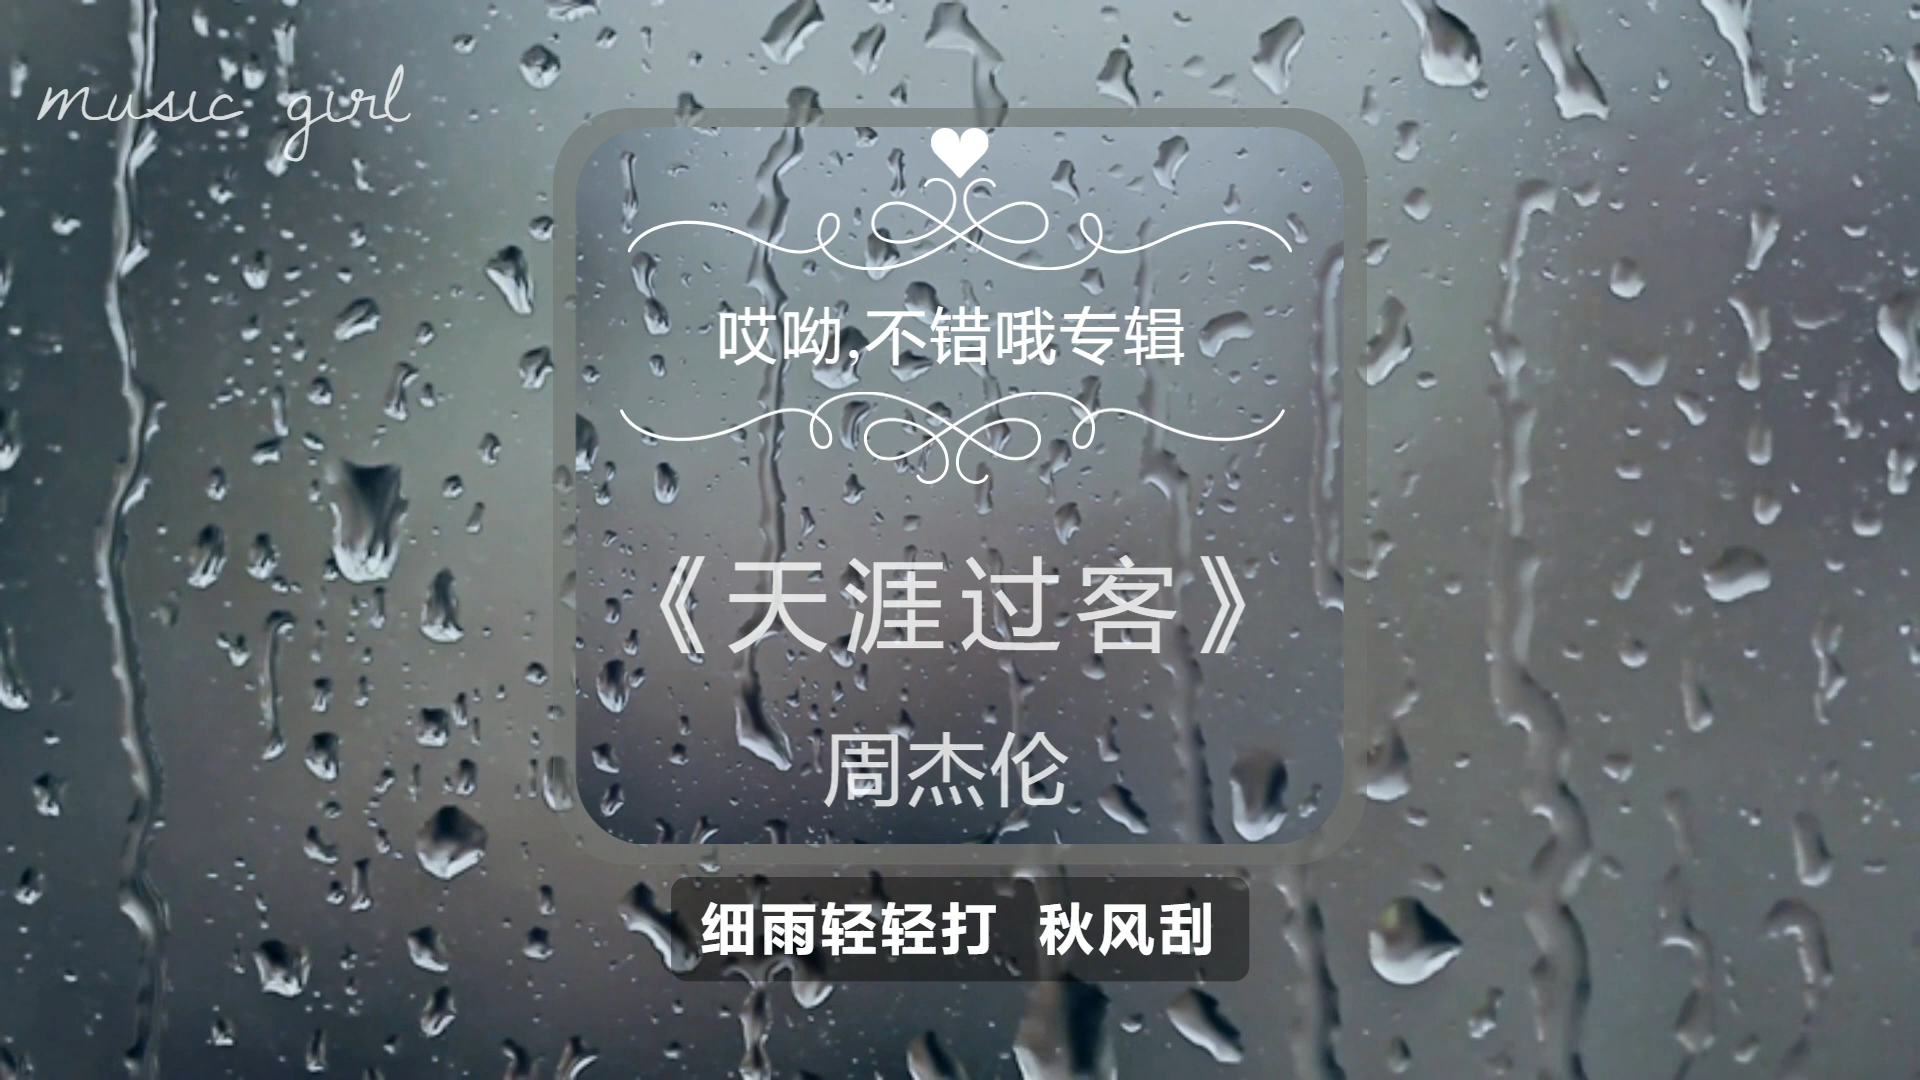 music girl
哎呦,不错哦专辑
《天涯过客》
周杰伦
细雨轻轻打 秋风刮